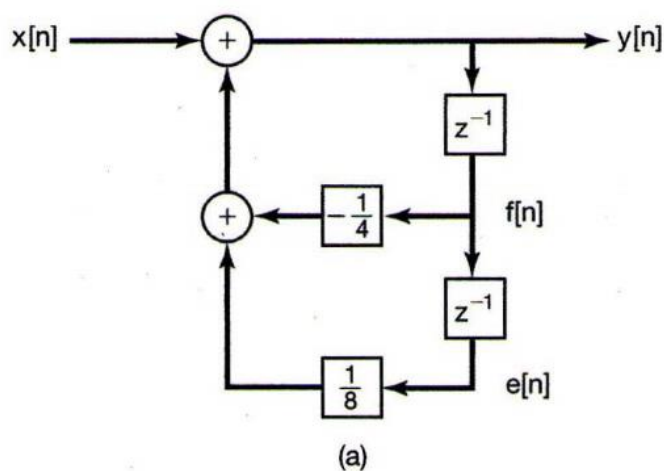 x[n] + y[n]
z⁻¹
+ -1/4 f[n]
z⁻¹
1/8 e[n]
(a)